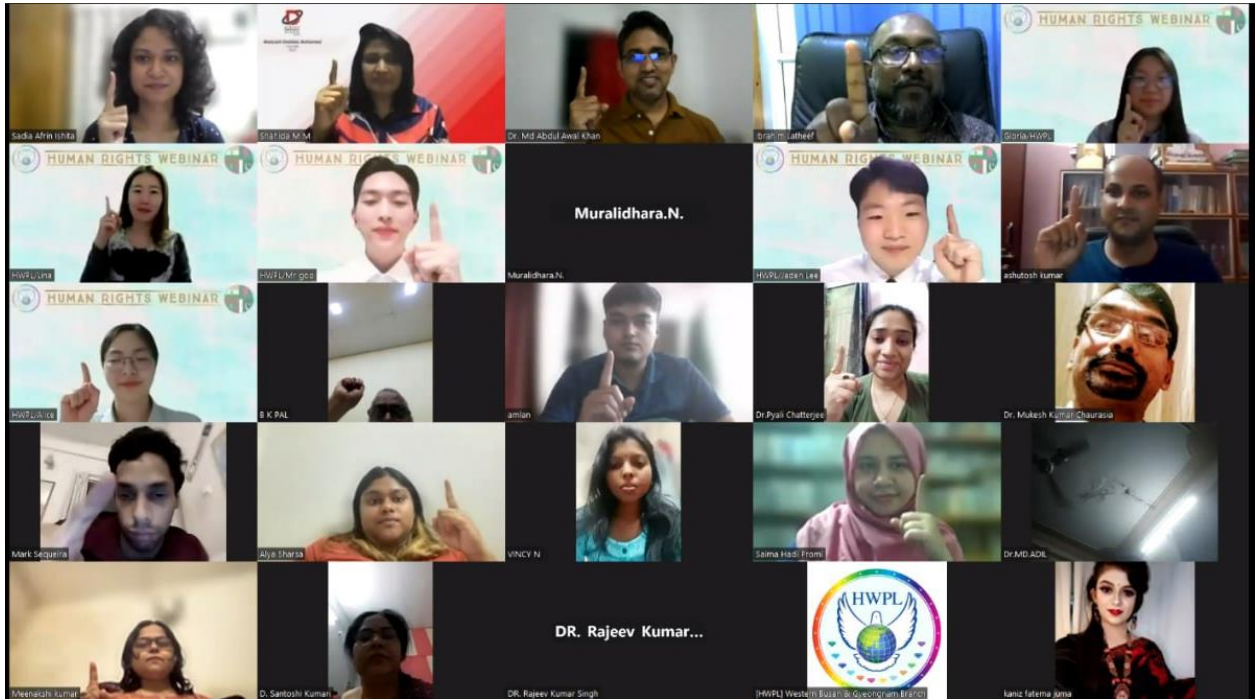 Sadia Afrin Ishita
Shahida M M
Dr. Md Abdul Awal Khan
Ibrahim Latheef
HUMAN RIGHTS WEBINAR
Gloria/HWPL
HUMAN RIGHTS WEBINAR
HWPL/Lina
HUMAN RIGHTS WEBINAR
HWPL/Mr goo
Muralidhara.N.
Muralidhara.N.
HUMAN RIGHTS WEBINAR
HWPL/Jaden Lee
ashutosh kumar
HUMAN RIGHTS WEBINAR
HWPL/Alice
B K PAL
amlan
Dr.Pyali Chatterjee
Dr. Mukesh Kumar Chaurasia
Mark Sequeira
Alya Sharsa
VINCY N
Saima Hadi Promi
Dr.MD.ADIL
Meenakshi Kumar
D. Santoshi Kumari
DR. Rajeev Kumar...
DR. Rajeev Kumar Singh
HWPL
[HWPL] Western Busan & Gyeongnam Branch
kaniz fatema juma